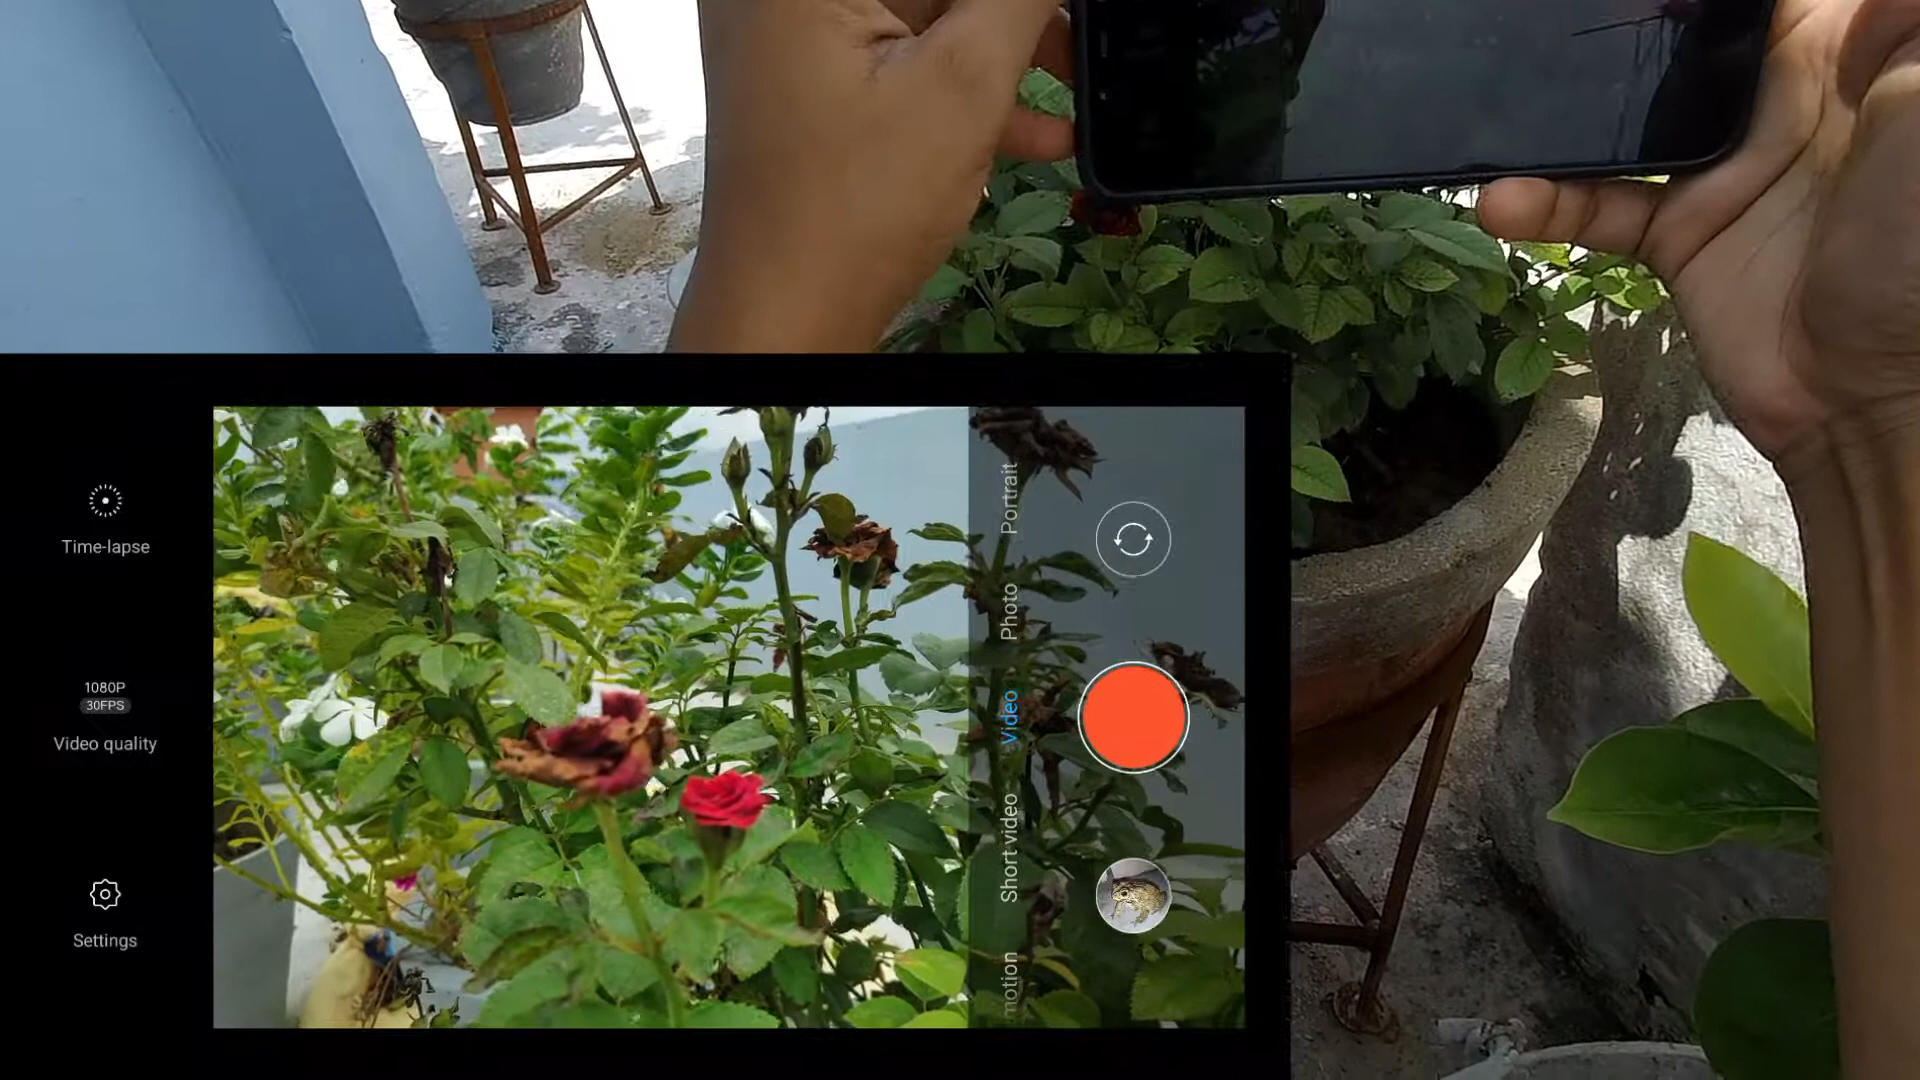 Time-lapse
1080P
30FPS
Video quality
Settings
Portrait
Photo
Video
Short video
motion